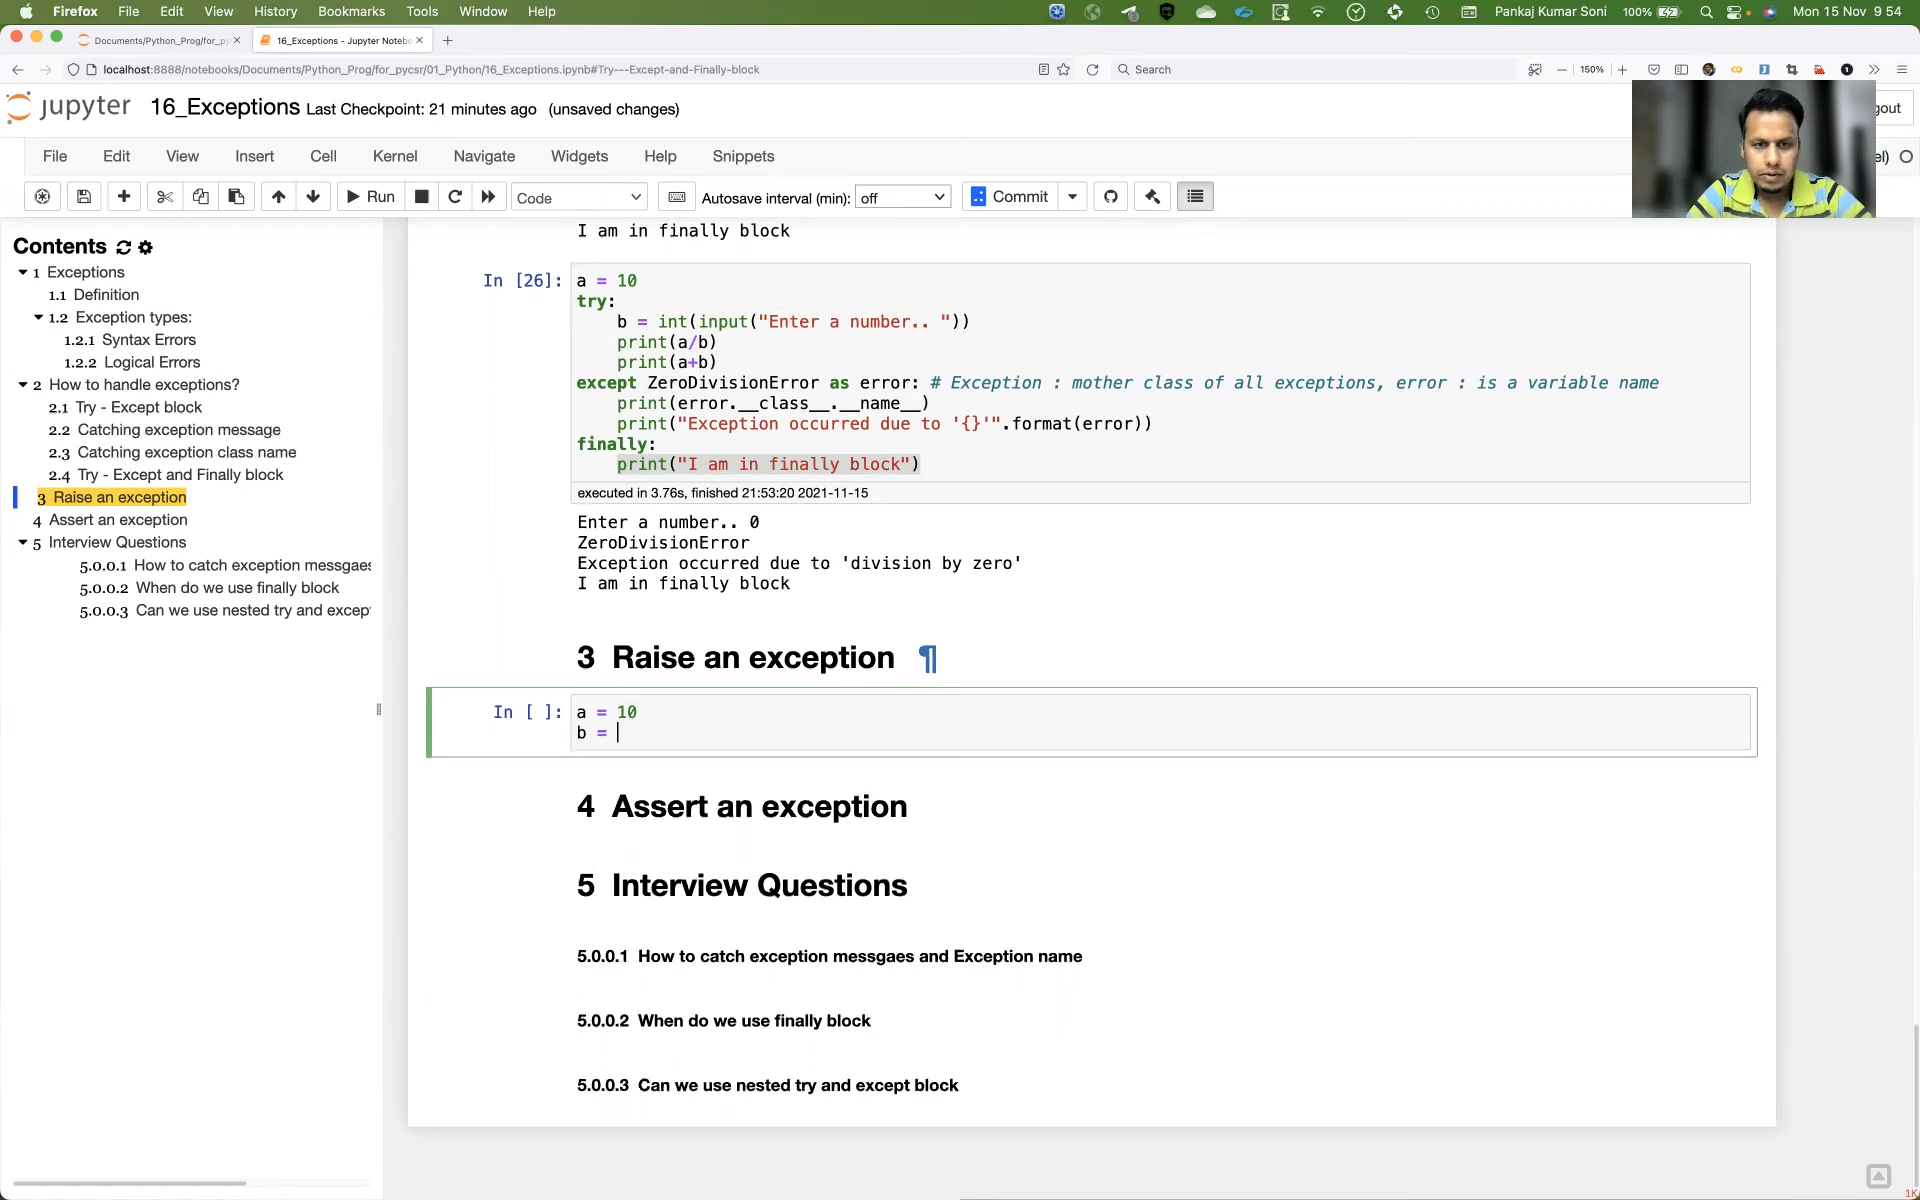 Firefox File Edit View History Bookmarks Tools Window Help Pankaj Kumar Soni 100% Mon 15 Nov 9 54
Documents/Python_Prog/for_py 16_Exceptions - Jupyter Notebo
localhost:8888/notebooks/Documents/Python_Prog/for_pycsr/01_Python/16_Exceptions.ipynb#Try---Except-and-Finally-block Search 150%
jupyter 16_Exceptions Last Checkpoint: 21 minutes ago (unsaved changes) gout
File Edit View Insert Cell Kernel Navigate Widgets Help Snippets el)
Run Code Autosave interval (min): off Commit
Contents
1 Exceptions
1.1 Definition
1.2 Exception types:
1.2.1 Syntax Errors
1.2.2 Logical Errors
2 How to handle exceptions?
2.1 Try - Except block
2.2 Catching exception message
2.3 Catching exception class name
2.4 Try - Except and Finally block
3 Raise an exception
4 Assert an exception
5 Interview Questions
5.0.0.1 How to catch exception messgaes
5.0.0.2 When do we use finally block
5.0.0.3 Can we use nested try and excep
I am in finally block
In [26]: a = 10
try:
b = int(input("Enter a number.. "))
print(a/b)
print(a+b)
except ZeroDivisionError as error: # Exception : mother class of all exceptions, error : is a variable name
print(error.__class__.__name__)
print("Exception occurred due to '{}'".format(error))
finally:
print("I am in finally block")
executed in 3.76s, finished 21:53:20 2021-11-15
Enter a number.. 0
ZeroDivisionError
Exception occurred due to 'division by zero'
I am in finally block
3 Raise an exception ¶
In [ ]: a = 10
b =
4 Assert an exception
5 Interview Questions
5.0.0.1 How to catch exception messgaes and Exception name
5.0.0.2 When do we use finally block
5.0.0.3 Can we use nested try and except block
1K